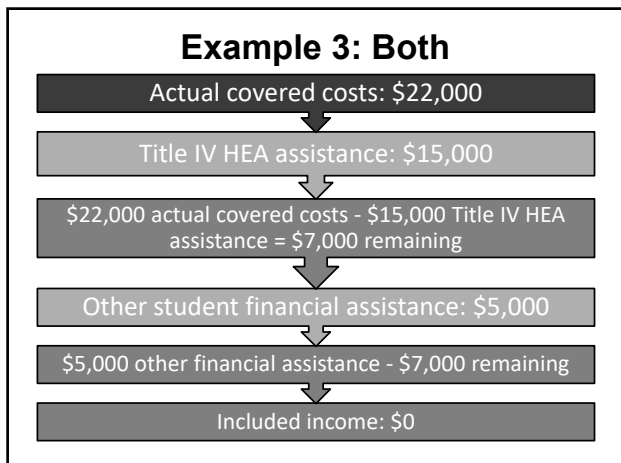 Example 3: Both
Actual covered costs: $22,000
Title IV HEA assistance: $15,000
$22,000 actual covered costs - $15,000 Title IV HEA
assistance = $7,000 remaining
Other student financial assistance: $5,000
$5,000 other financial assistance - $7,000 remaining
Included income: $0